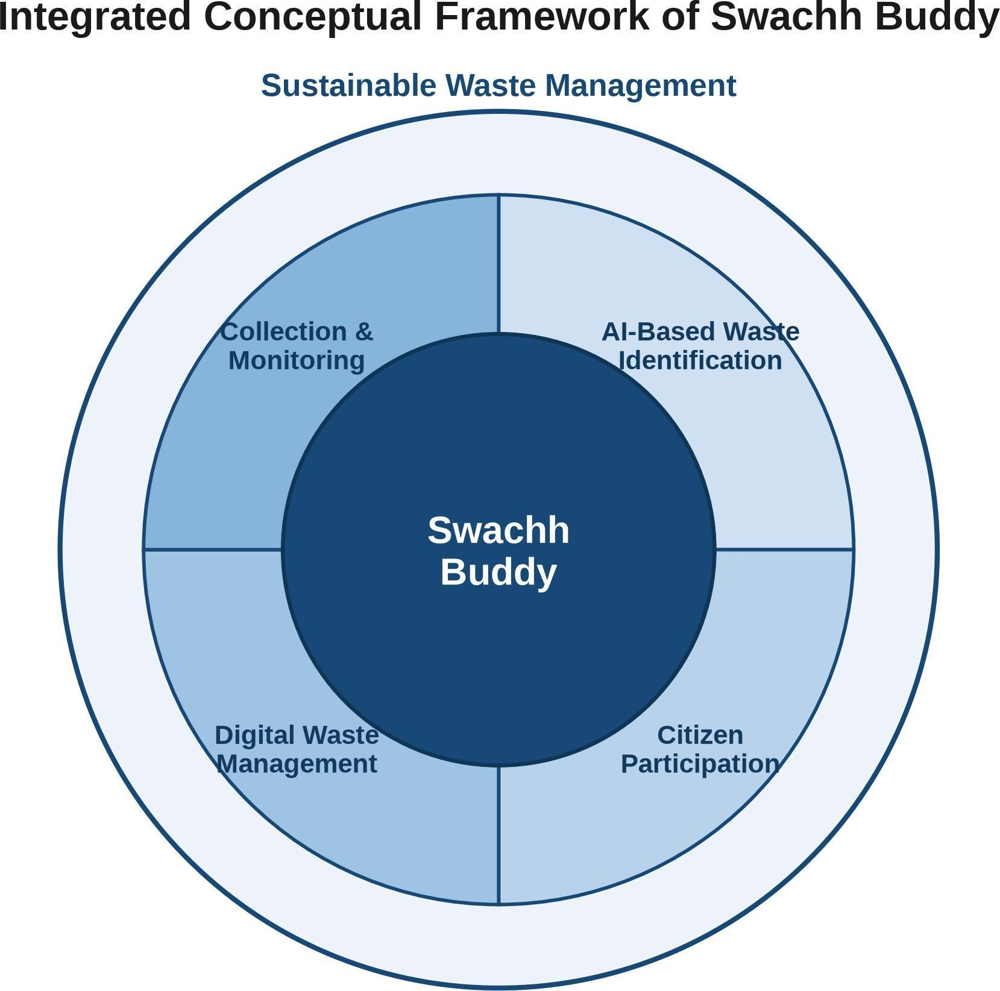 Integrated Conceptual Framework of Swachh Buddy
Sustainable Waste Management
Collection &
Monitoring
AI-Based Waste
Identification
Swachh
Buddy
Digital Waste
Management
Citizen
Participation